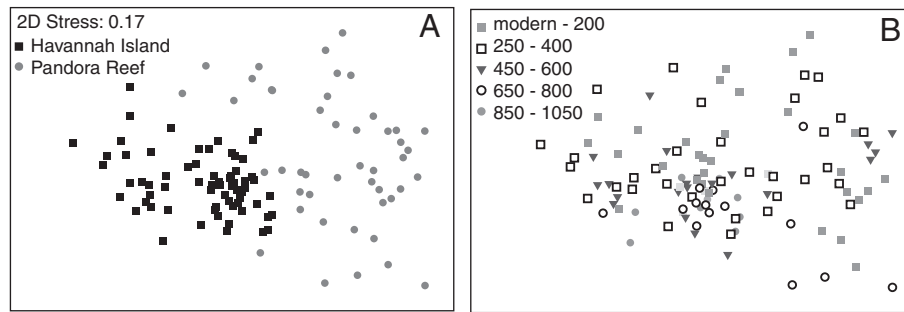 2D Stress: 0.17
A
Havannah Island
Pandora Reef
modern - 200
B
250 - 400
450 - 600
650 - 800
850 - 1050